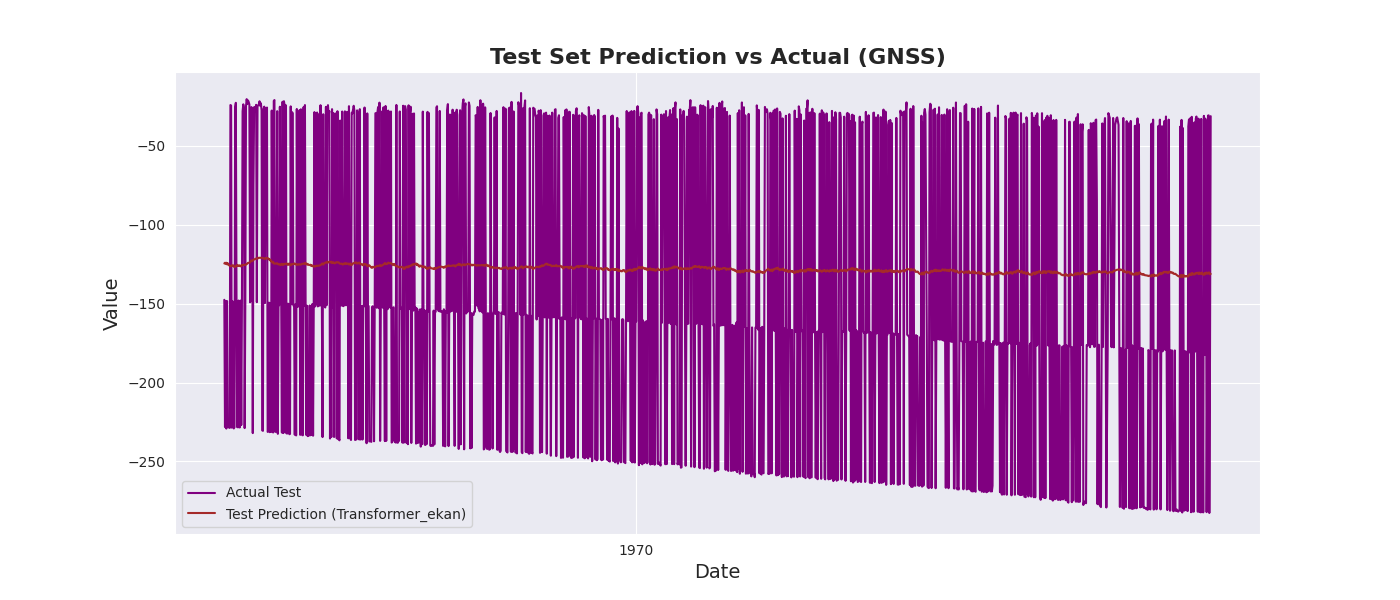 Test Set Prediction vs Actual (GNSS)
Value
−50
−100
−150
−200
−250
Actual Test
Test Prediction (Transformer_ekan)
1970
Date